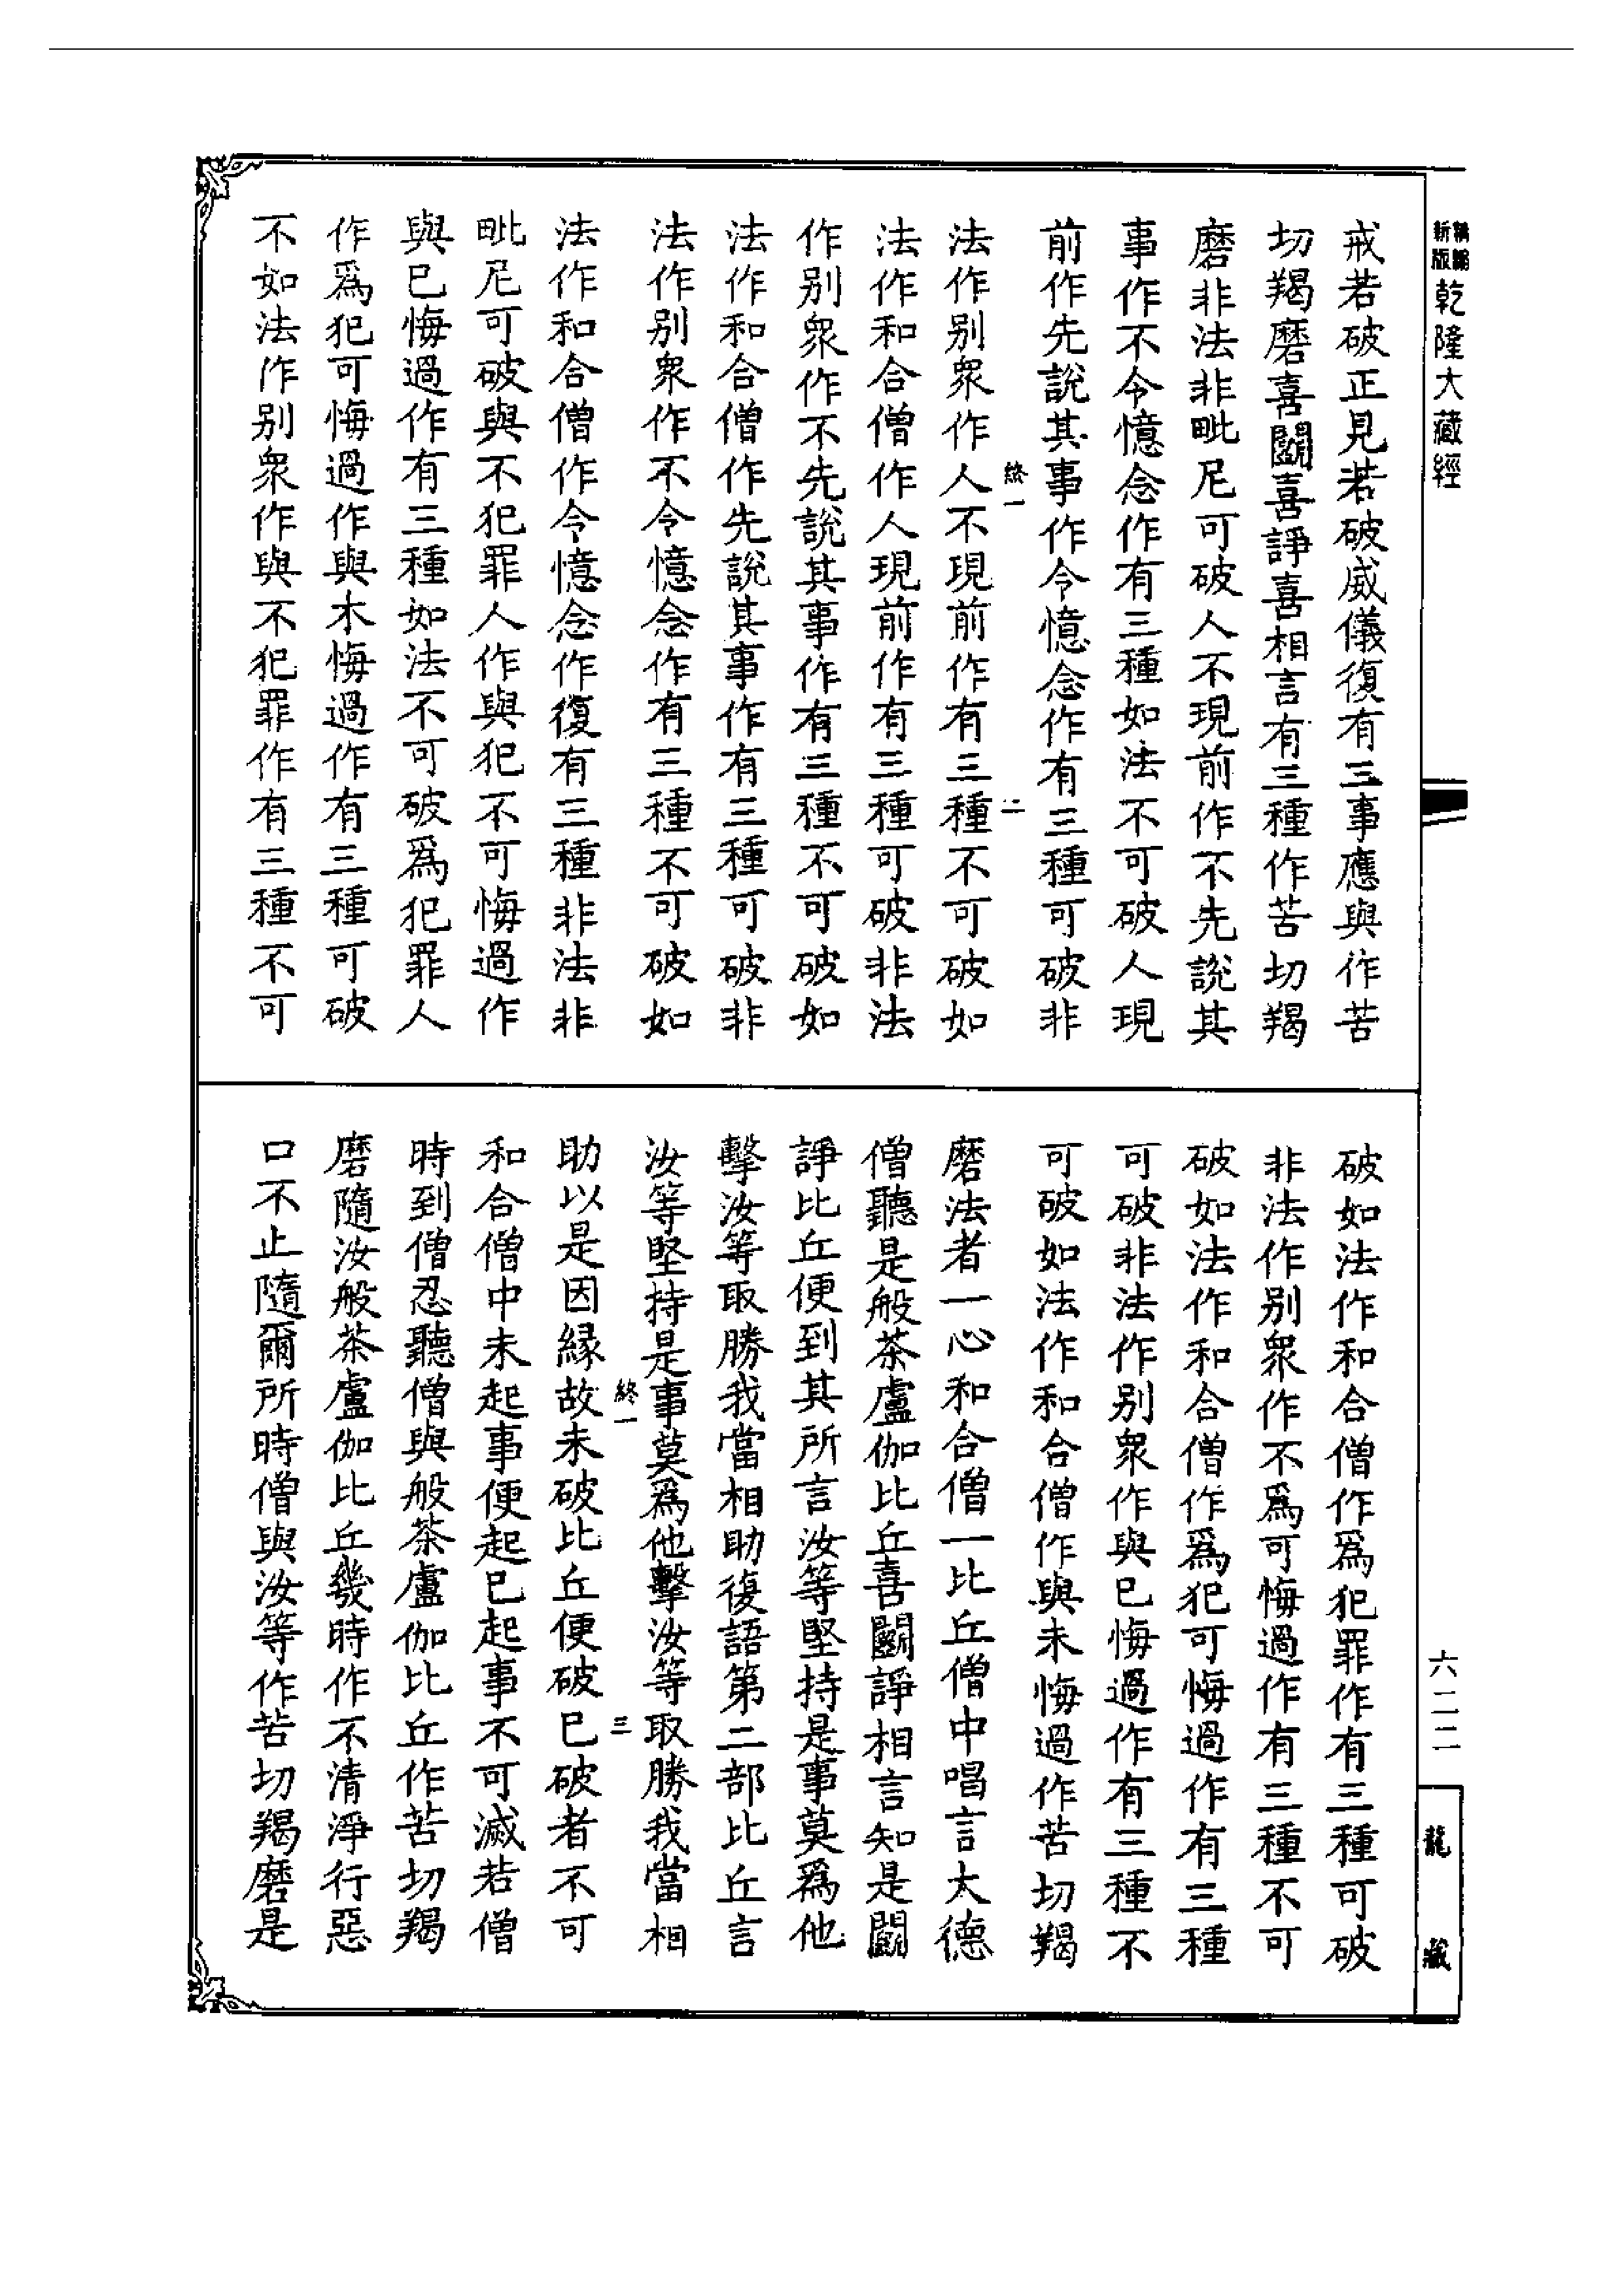 新版
精編
乾隆大藏經
六二二
龍藏
戒若破正見若破威儀復有三事應與作苦
切羯磨喜鬭喜諍喜相言有三種作苦切羯
磨非法非毗尼可破人不現前作不先說其
事作不令憶念作有三種如法不可破人現
前作先說其事作令憶念作有三種可破非
終一
二
法作别衆作人不現前作有三種不可破如
法作和合僧作人現前作有三種可破非法
作别衆作不先說其事作有三種不可破如
法作和合僧作先說其事作有三種可破非
法作别衆作不令憶念作有三種不可破如
法作和合僧作令憶念作復有三種非法非
毗尼可破與不犯罪人作與犯不可悔過作
與已悔過作有三種如法不可破爲犯罪人
作爲犯可悔過作與未悔過作有三種可破
不如法作别衆作與不犯罪作有三種不可
破如法作和合僧作爲犯罪作有三種可破
非法作别衆作不爲可悔過作有三種不可
破如法作和合僧作爲犯可悔過作有三種
可破非法作别衆作與已悔過作有三種不
可破如法作和合僧作與未悔過作苦切羯
磨法者一心和合僧一比丘僧中唱言大德
僧聽是般茶盧伽比丘喜鬭諍相言知是鬭
諍比丘便到其所言汝等堅持是事莫爲他
擊汝等取勝我當相助復語第二部比丘言
汝等堅持是事莫爲他擊汝等取勝我當相
終一
三
助以是因緣故未破比丘便破已破者不可
和合僧中未起事便起已起事不可滅若僧
時到僧忍聽僧與般茶盧伽比丘作苦切羯
磨隨汝般茶盧伽比丘幾時作不清淨行惡
口不止隨爾所時僧與汝等作苦切羯磨是